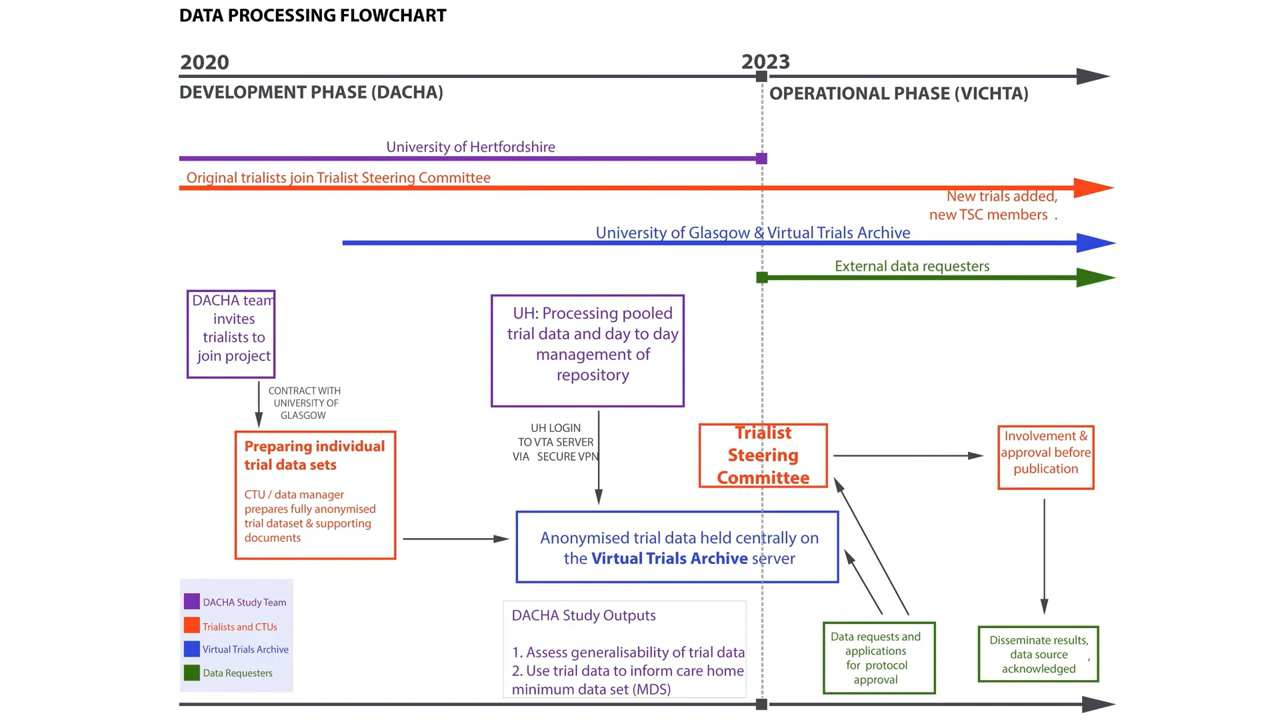 DATA PROCESSING FLOWCHART
2020
2023
DEVELOPMENT PHASE (DACHA)
OPERATIONAL PHASE (VICHTA)
University of Hertfordshire
Original trialists join Trialist Steering Committee
New trials added,
new TSC members .
University of Glasgow & Virtual Trials Archive
External data requesters
DACHA team
invites
trialists to
join project
UH: Processing pooled
trial data and day to day
management of
repository
CONTRACT WITH
UNIVERSITY OF
GLASGOW
UH LOGIN
TO VTA SERVER
VIA SECURE VPN
Preparing individual
trial data sets
CTU / data manager
prepares fully anonymised
trial dataset & supporting
documents
Trialist
Steering
Committee
Involvement &
approval before
publication
Anonymised trial data held centrally on
the Virtual Trials Archive server
DACHA Study Team
Trialists and CTUs
Virtual Trials Archive
Data Requesters
DACHA Study Outputs
1. Assess generalisability of trial data
2. Use trial data to inform care home
minimum data set (MDS)
Data requests and
applications
for protocol
approval
Disseminate results,
data source ,
acknowledged